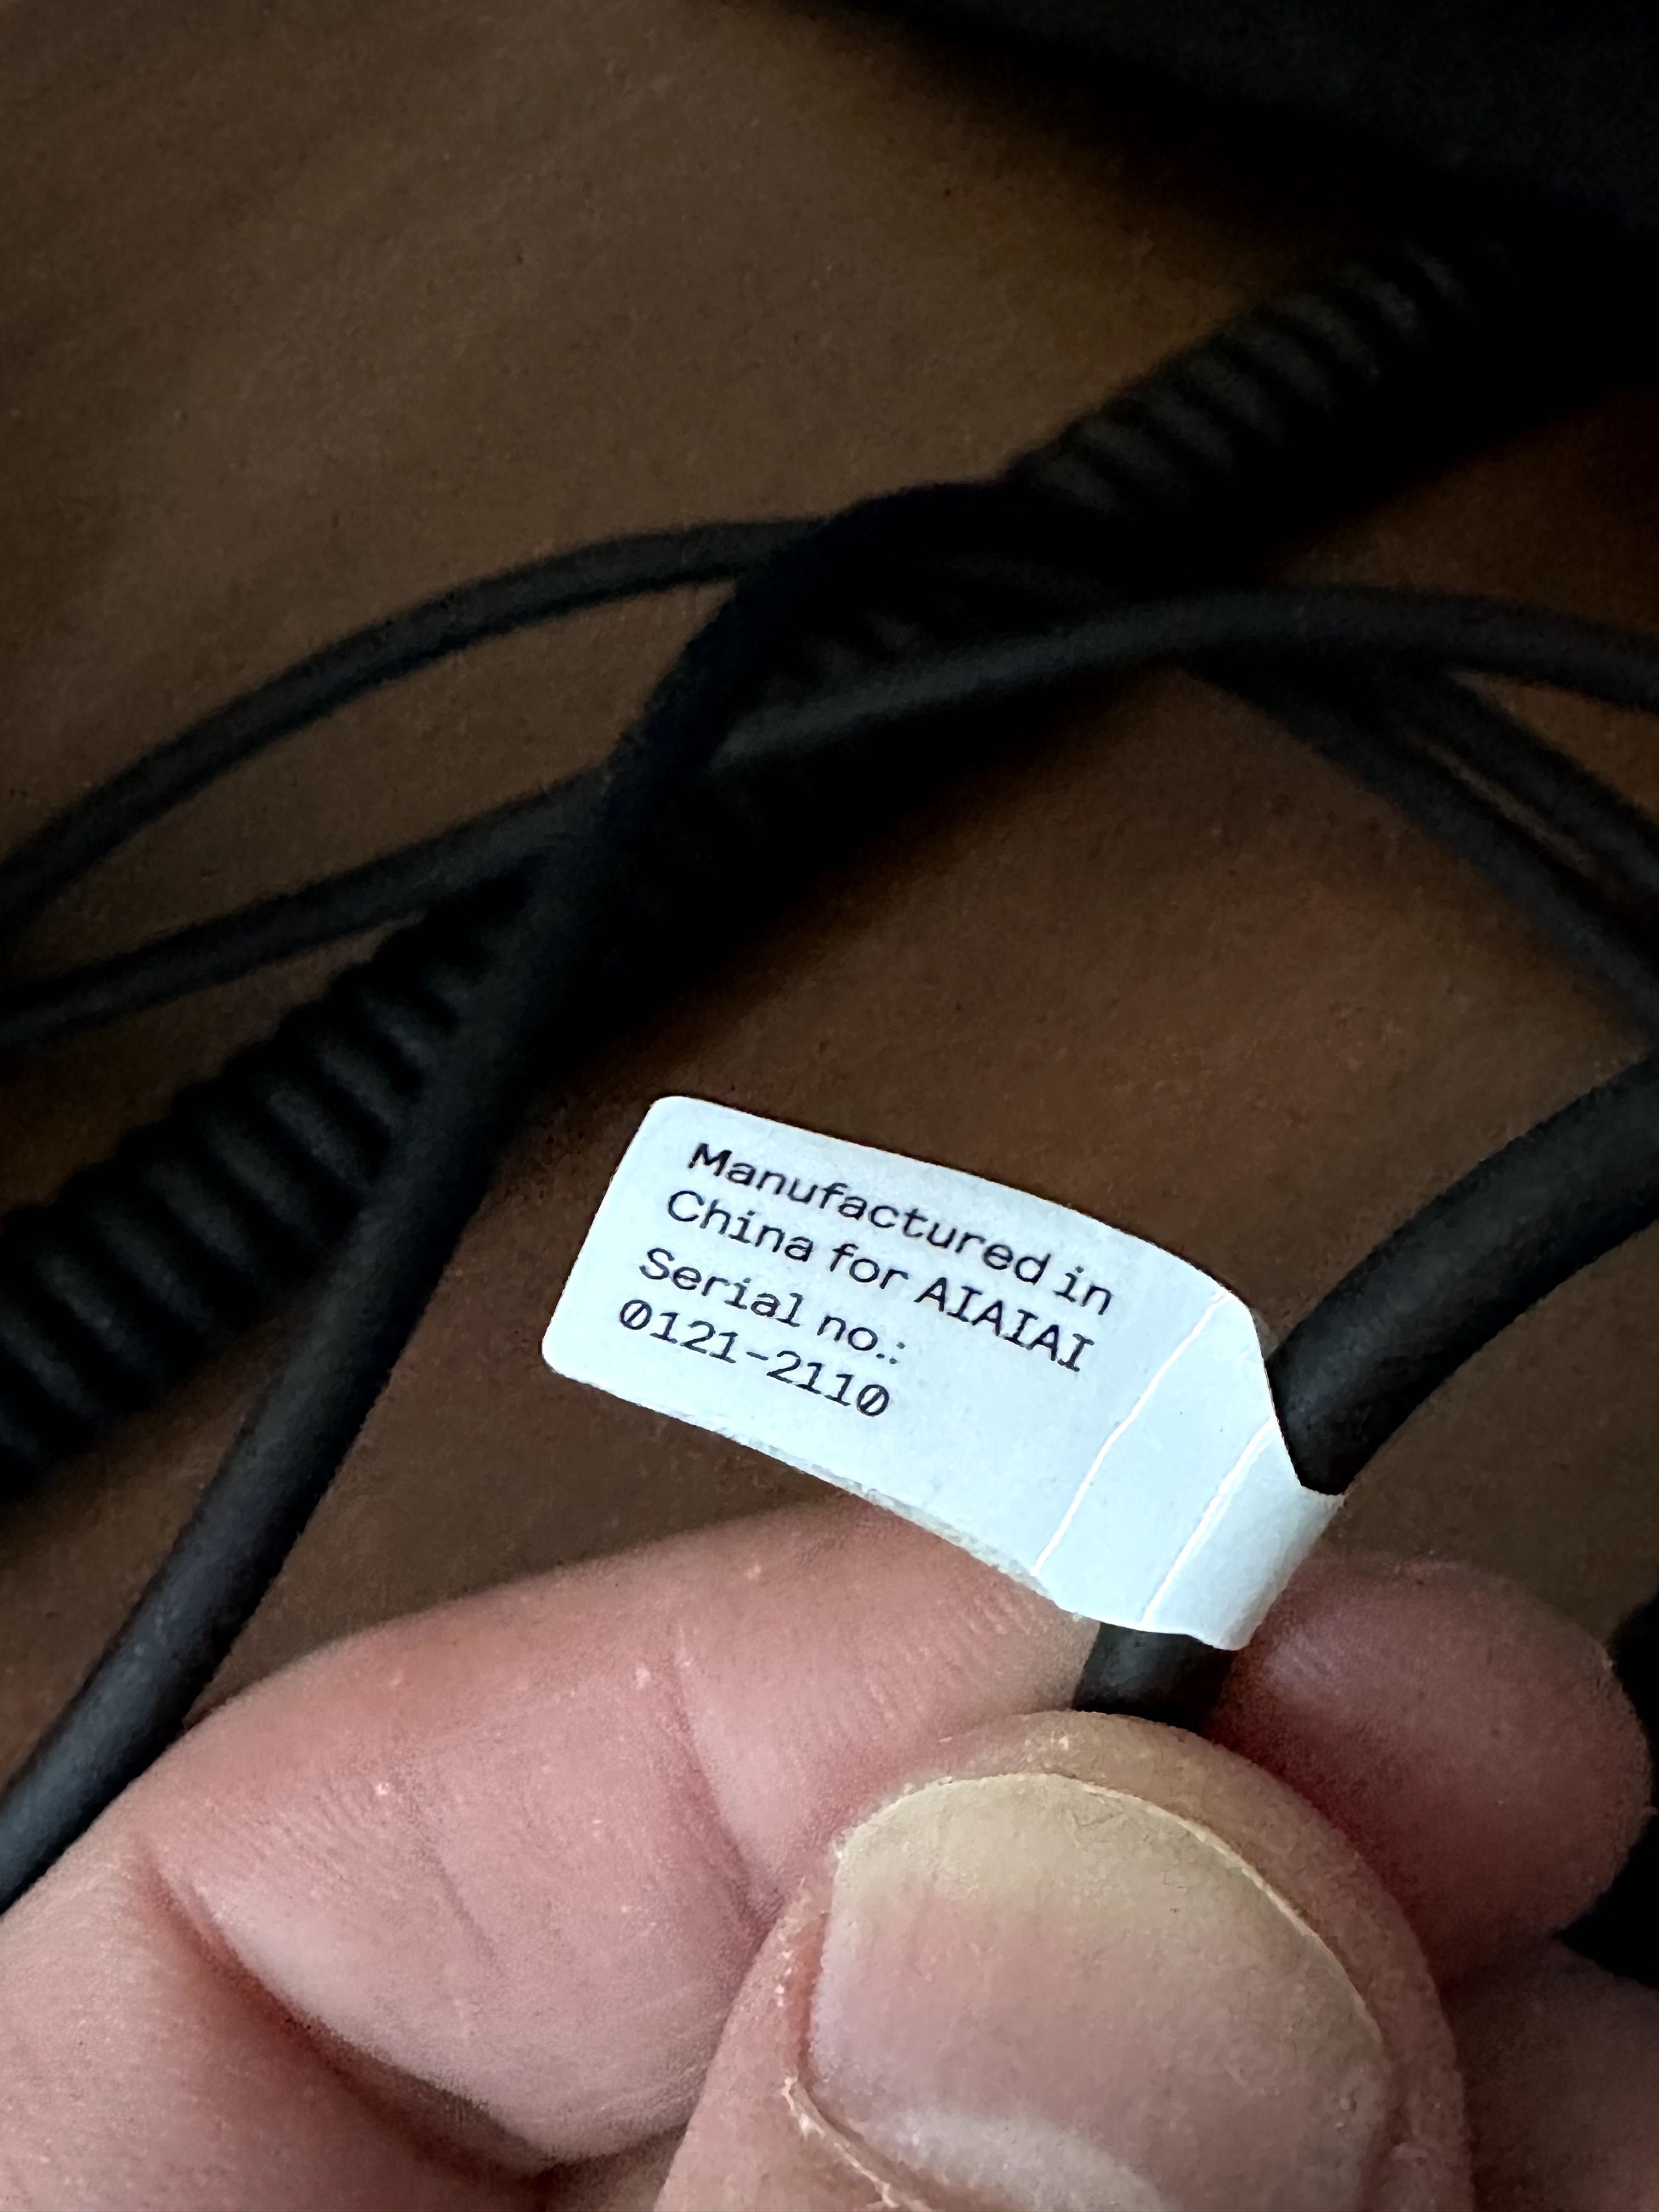 Manufactured in
China for AIAIAI
Serial no.:
0121-2110